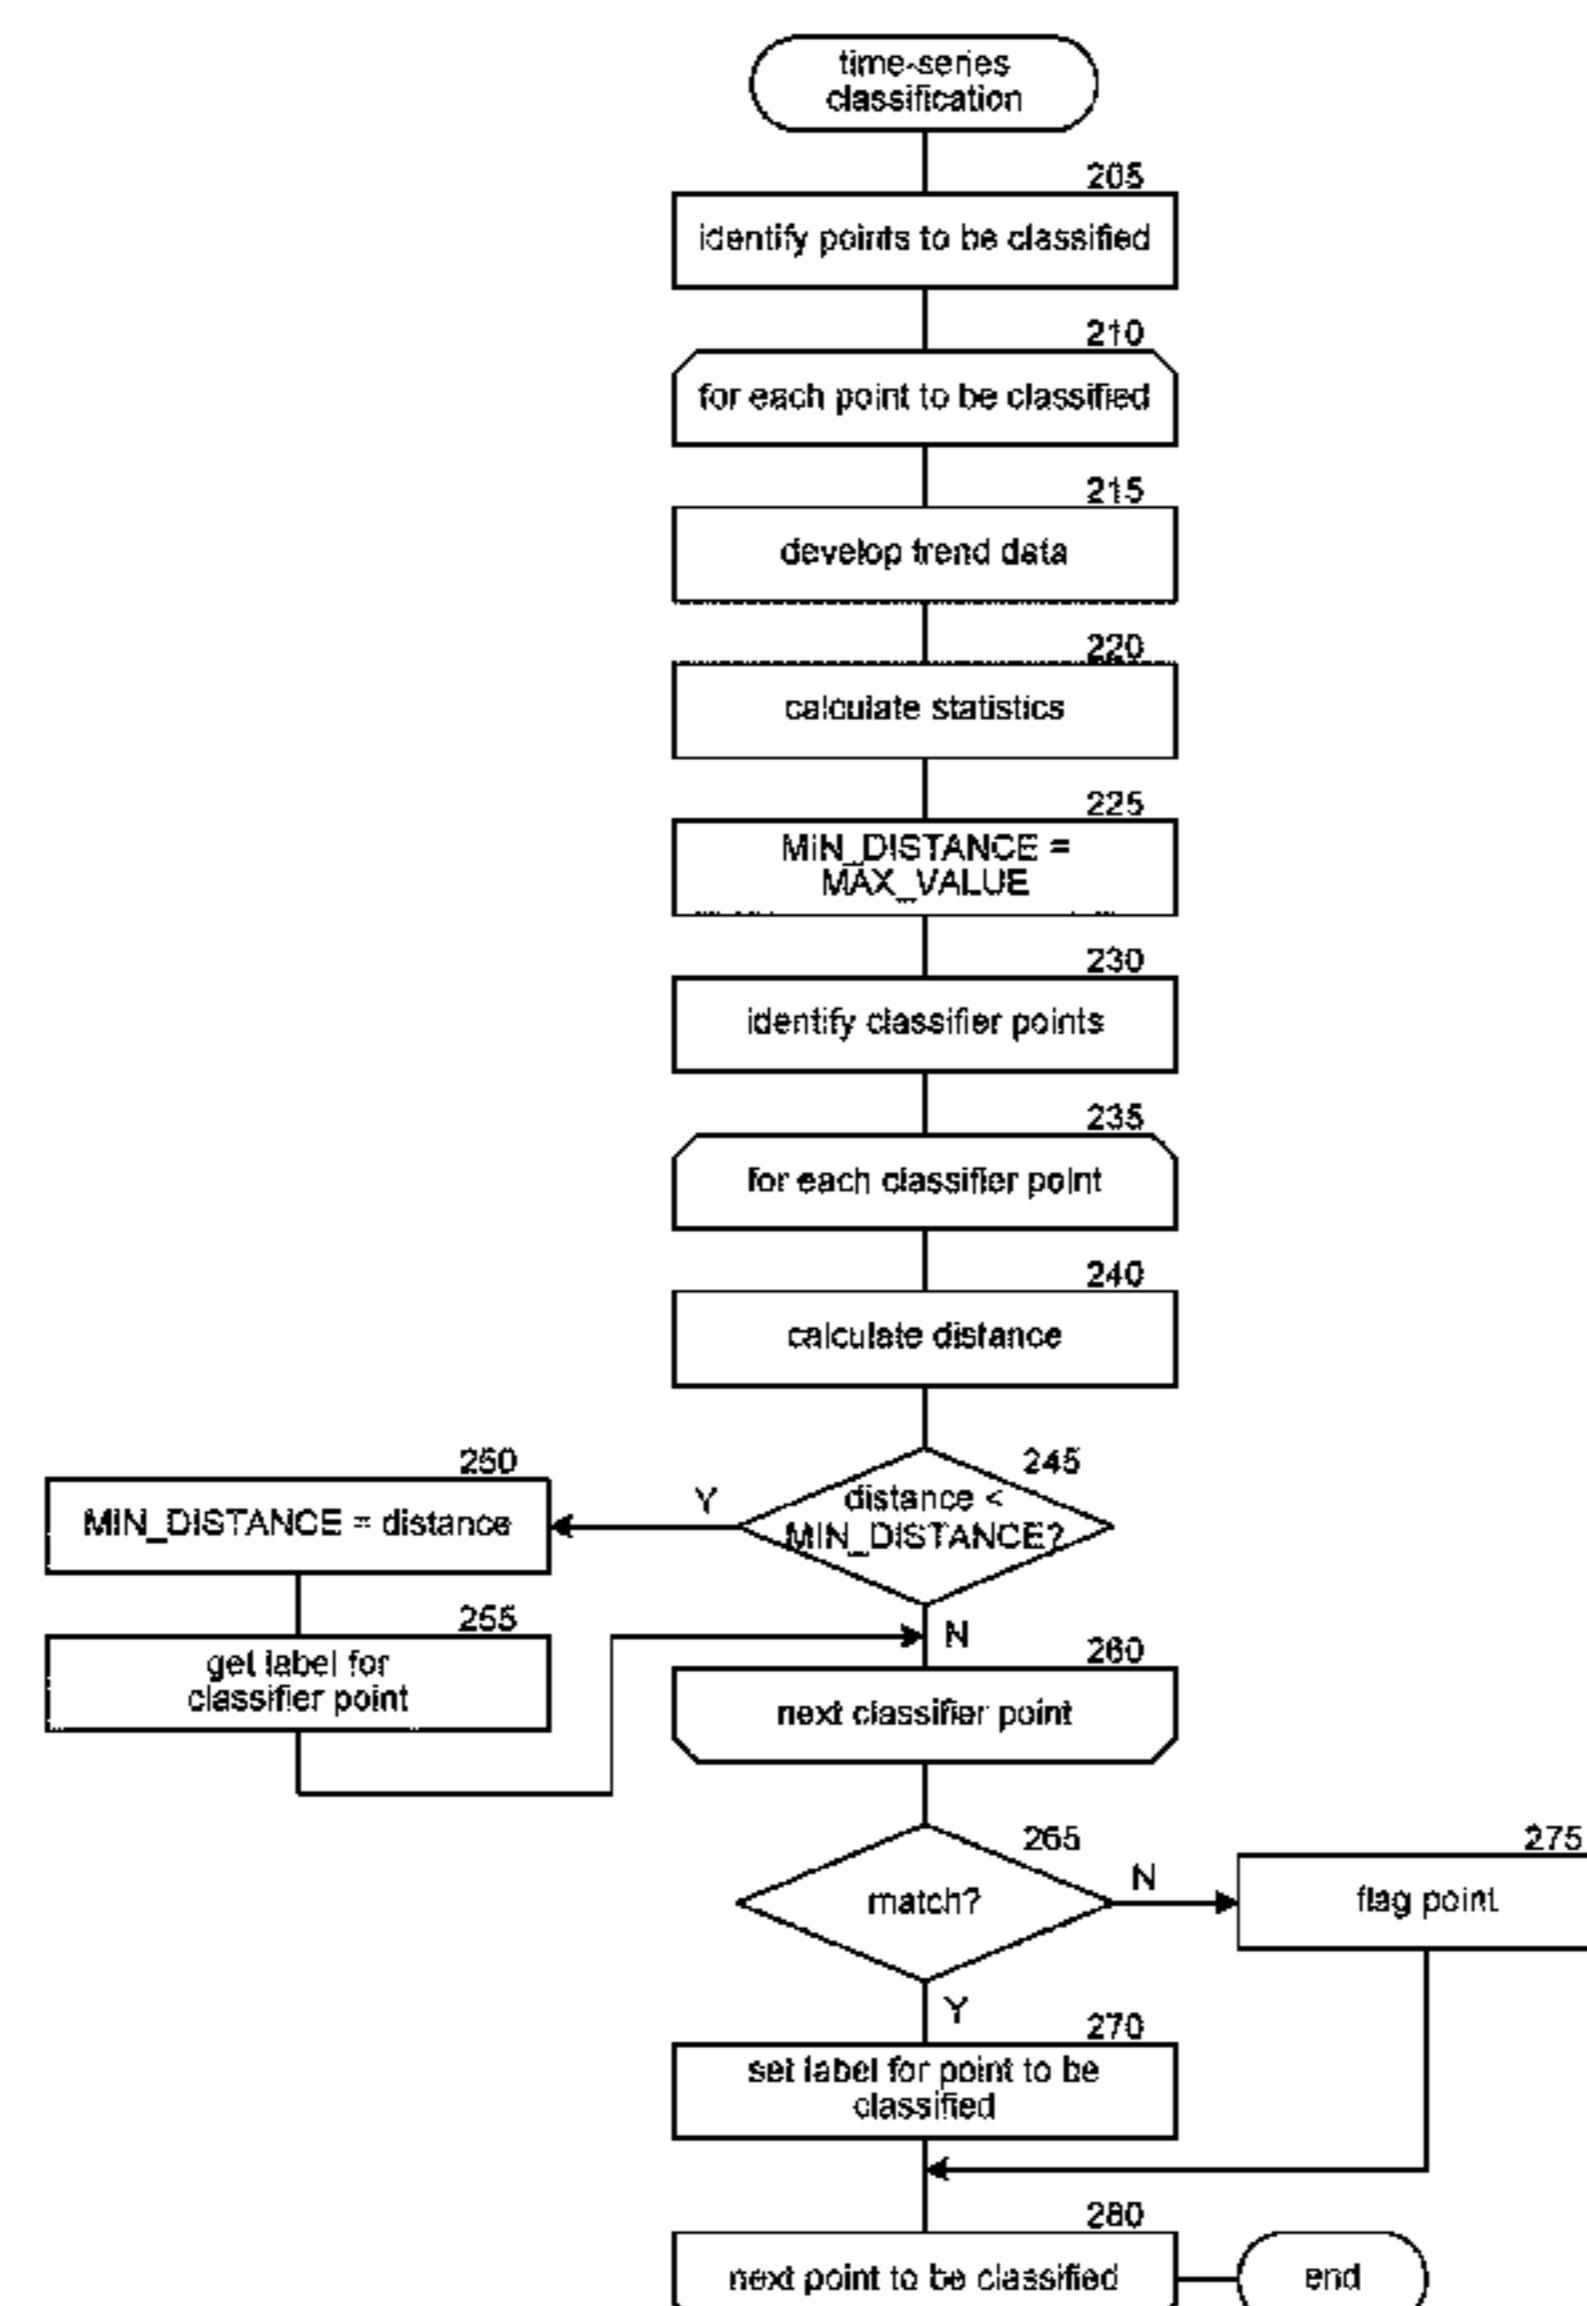 time-series
classification
205
identify points to be classified
210
for each point to be classified
215
develop trend data
220
calculate statistics
225
MIN_DISTANCE =
MAX_VALUE
230
identify classifier points
235
for each classifier point
240
calculate distance
245
distance <
MIN_DISTANCE?
Y
250
MIN_DISTANCE = distance
255
get label for
classifier point
N
260
next classifier point
265
match?
N
275
flag point
Y
270
set label for point to be
classified
280
next point to be classified
end